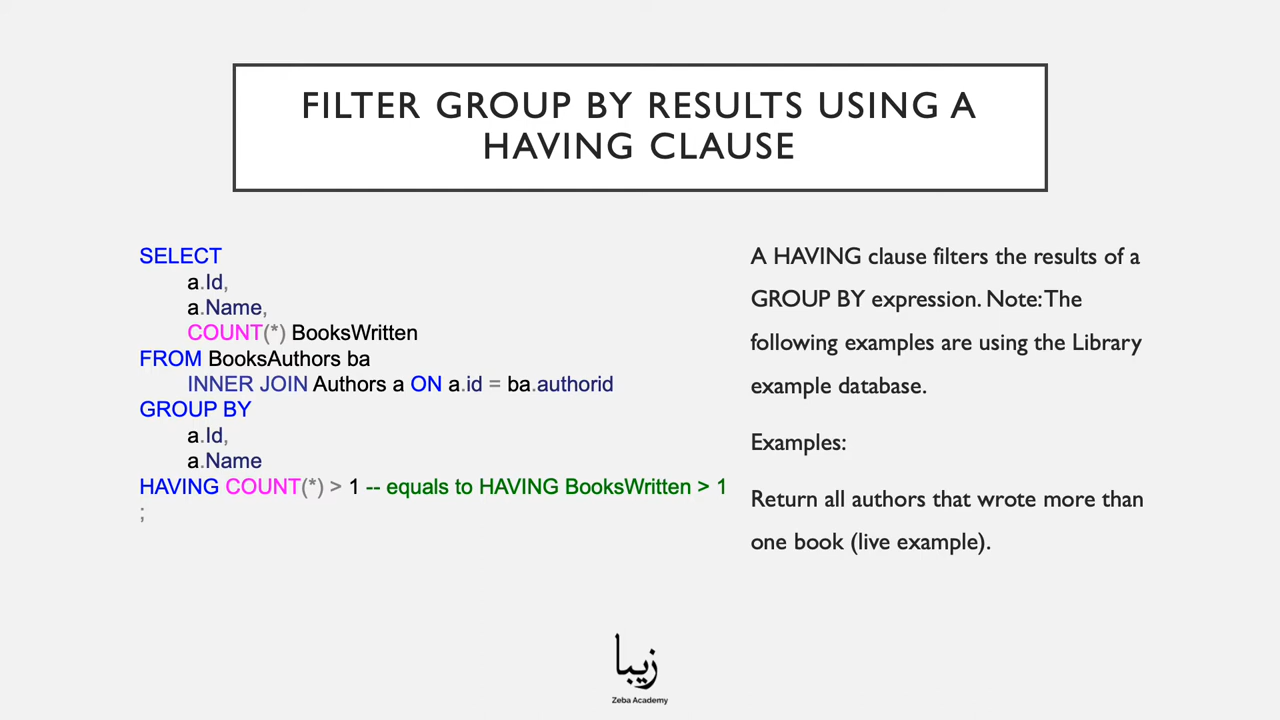 FILTER GROUP BY RESULTS USING A
HAVING CLAUSE
SELECT
a.Id,
a.Name,
COUNT(*) BooksWritten
FROM BooksAuthors ba
INNER JOIN Authors a ON a.id = ba.authorid
GROUP BY
a.Id,
a.Name
HAVING COUNT(*) > 1 -- equals to HAVING BooksWritten > 1
;
A HAVING clause filters the results of a
GROUP BY expression. Note: The
following examples are using the Library
example database.
Examples:
Return all authors that wrote more than
one book (live example).
زیبا
Zeba Academy